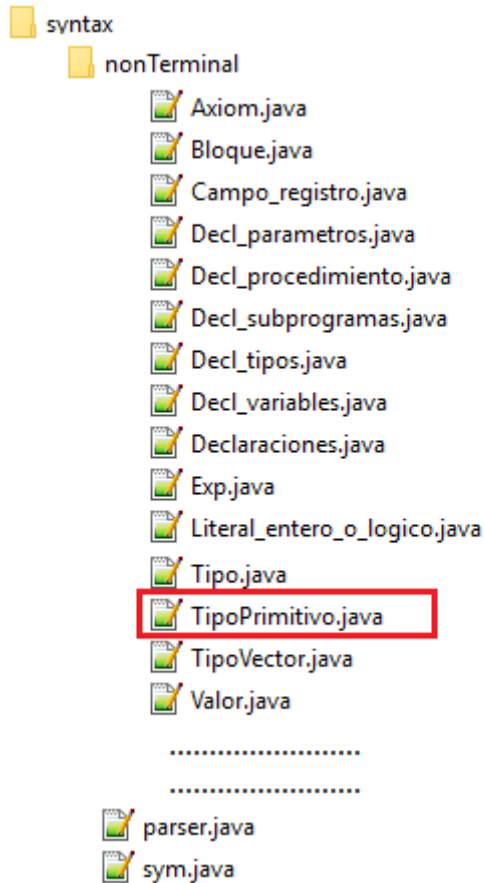 syntax
nonTerminal
Axiom.java
Bloque.java
Campo_registro.java
Decl_parametros.java
Decl_procedimiento.java
Decl_subprogramas.java
Decl_tipos.java
Decl_variables.java
Declaraciones.java
Exp.java
Literal_entero_o_logico.java
Tipo.java
TipoPrimitivo.java
TipoVector.java
Valor.java
........................
........................
parser.java
sym.java